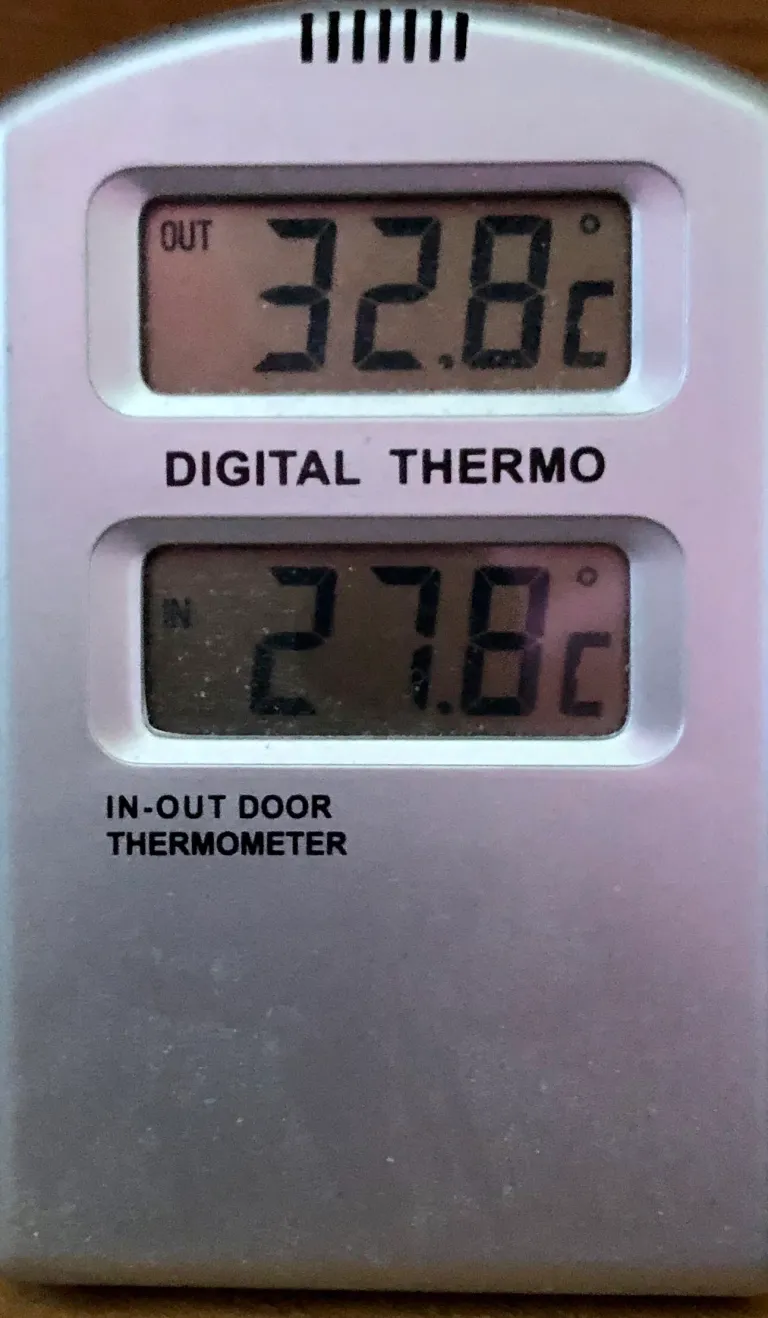 OUT 32.8°C
DIGITAL THERMO
IN 27.8°C
IN-OUT DOOR
THERMOMETER